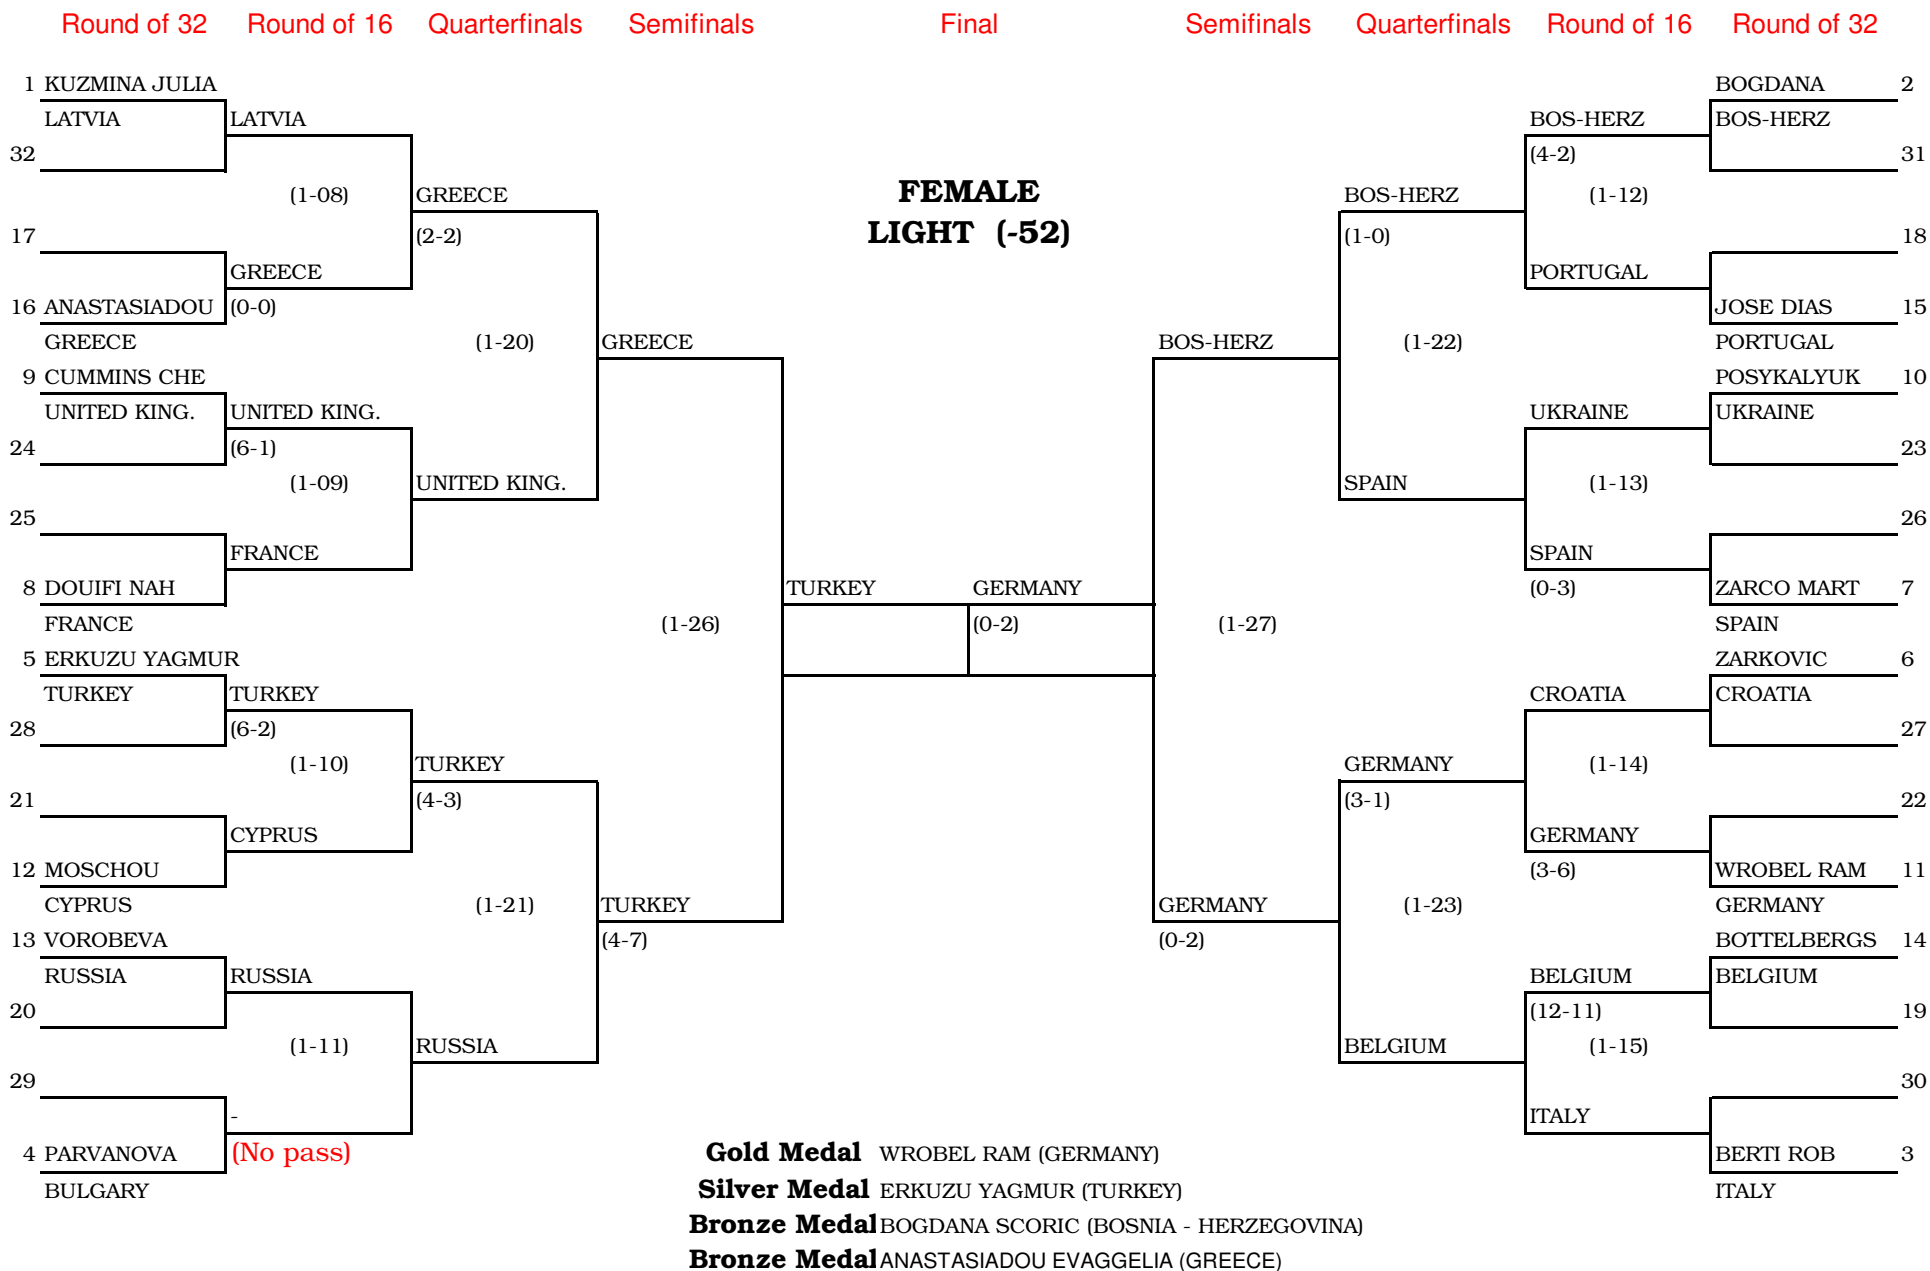 Round of 32 Round of 16 Quarterfinals Semifinals Final Semifinals Quarterfinals Round of 16 Round of 32
1 KUZMINA JULIA BOGDANA 2
LATVIA LATVIA BOS-HERZ BOS-HERZ
32 (4-2) 31
(1-08) GREECE FEMALE BOS-HERZ (1-12)
17 (2-2) LIGHT (-52) (1-0) 18
GREECE PORTUGAL
16 ANASTASIADOU (0-0) JOSE DIAS 15
GREECE (1-20) GREECE BOS-HERZ (1-22) PORTUGAL
9 CUMMINS CHE POSYKALYUK 10
UNITED KING. UNITED KING. UKRAINE UKRAINE
24 (6-1) 23
(1-09) UNITED KING. SPAIN (1-13)
25 26
FRANCE SPAIN
8 DOUIFI NAH TURKEY GERMANY (0-3) ZARCO MART 7
FRANCE (1-26) (0-2) (1-27) SPAIN
5 ERKUZU YAGMUR ZARKOVIC 6
TURKEY TURKEY CROATIA CROATIA
28 (6-2) 27
(1-10) TURKEY GERMANY (1-14)
21 (4-3) (3-1) 22
CYPRUS GERMANY
12 MOSCHOU (3-6) WROBEL RAM 11
CYPRUS (1-21) TURKEY GERMANY (1-23) GERMANY
13 VOROBEVA (4-7) (0-2) BOTTELBERGS 14
RUSSIA RUSSIA BELGIUM BELGIUM
20 (12-11) 19
(1-11) RUSSIA BELGIUM (1-15)
29 30
- ITALY
4 PARVANOVA (No pass) Gold Medal WROBEL RAM (GERMANY) BERTI ROB 3
BULGARY Silver Medal ERKUZU YAGMUR (TURKEY) ITALY
Bronze Medal BOGDANA SCORIC (BOSNIA - HERZEGOVINA)
Bronze Medal ANASTASIADOU EVAGGELIA (GREECE)